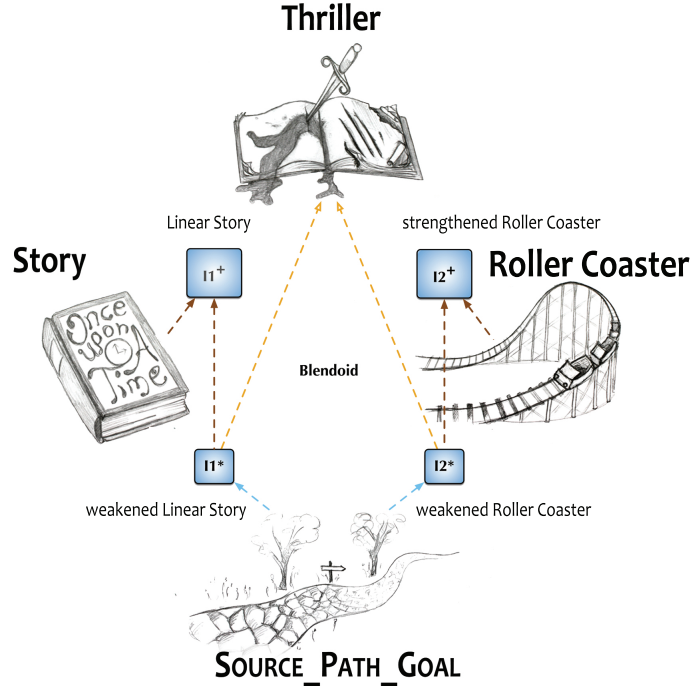 Thriller
Linear Story
strengthened Roller Coaster
Story
I1+
I2+
Roller Coaster
Once
upon
A
Time
Blendoid
I1*
I2*
weakened Linear Story
weakened Roller Coaster
SOURCE_PATH_GOAL